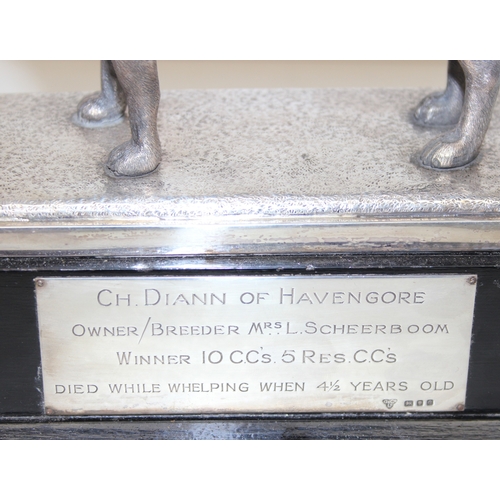 CH. DIANN OF HAVENGORE
OWNER/BREEDER MRS L. SCHEERBOOM
WINNER 10 CC's. 5 RES. CC's
DIED WHILE WHELPING WHEN 4½ YEARS OLD